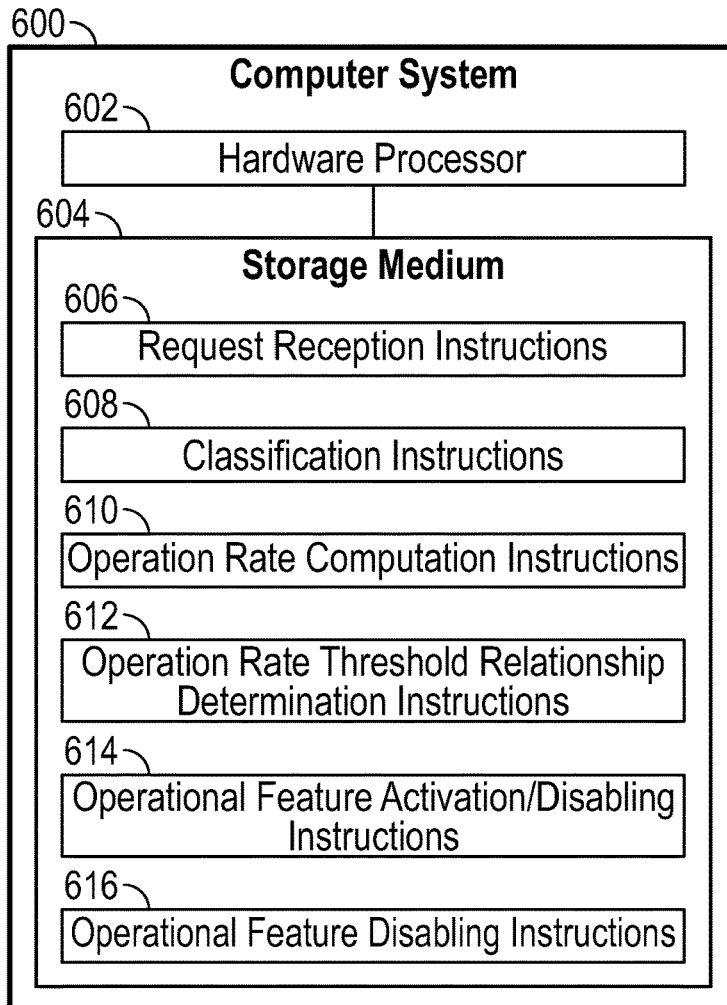 600
Computer System
602
Hardware Processor
604
Storage Medium
606
Request Reception Instructions
608
Classification Instructions
610
Operation Rate Computation Instructions
612
Operation Rate Threshold Relationship
Determination Instructions
614
Operational Feature Activation/Disabling
Instructions
616
Operational Feature Disabling Instructions